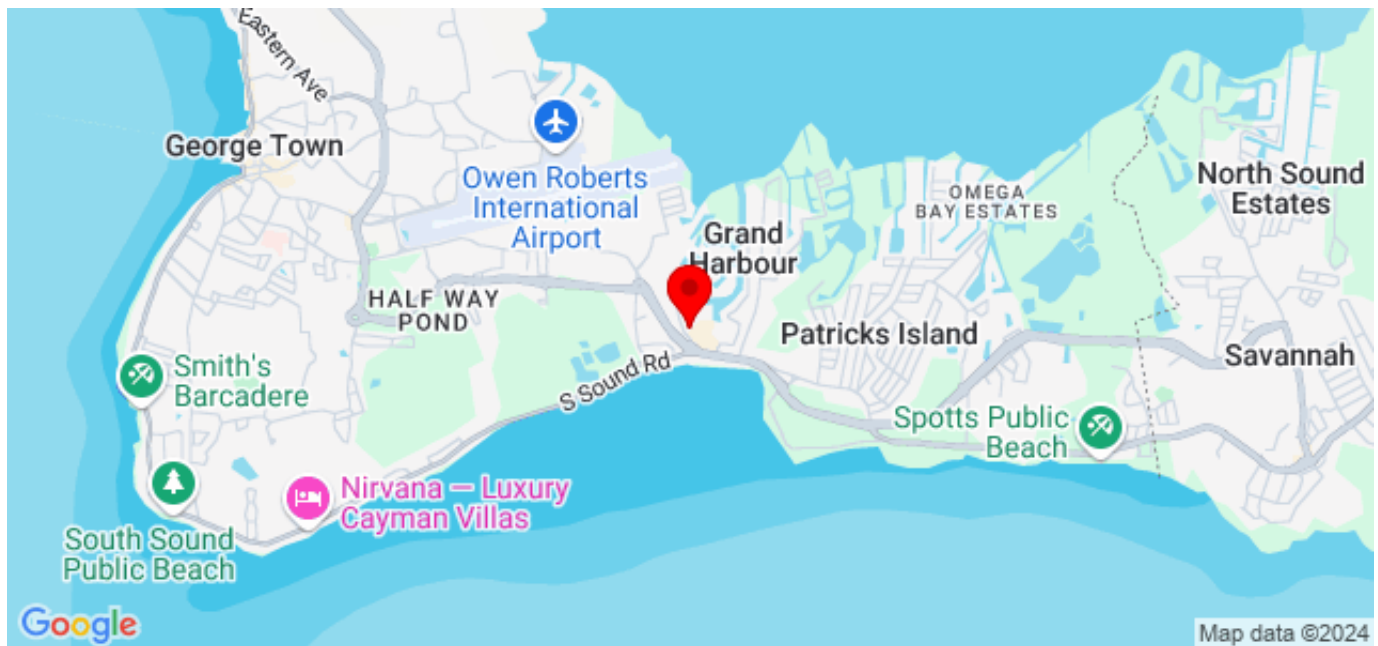 Eastern Ave
George Town
Owen Roberts
International
Airport
North Sound
Estates
OMEGA
BAY ESTATES
Grand
Harbour
HALF WAY
POND
Patricks Island
Savannah
Smith's
Barcadere
S Sound Rd
Spotts Public
Beach
Nirvana — Luxury
Cayman Villas
South Sound
Public Beach
Google
Map data ©2024